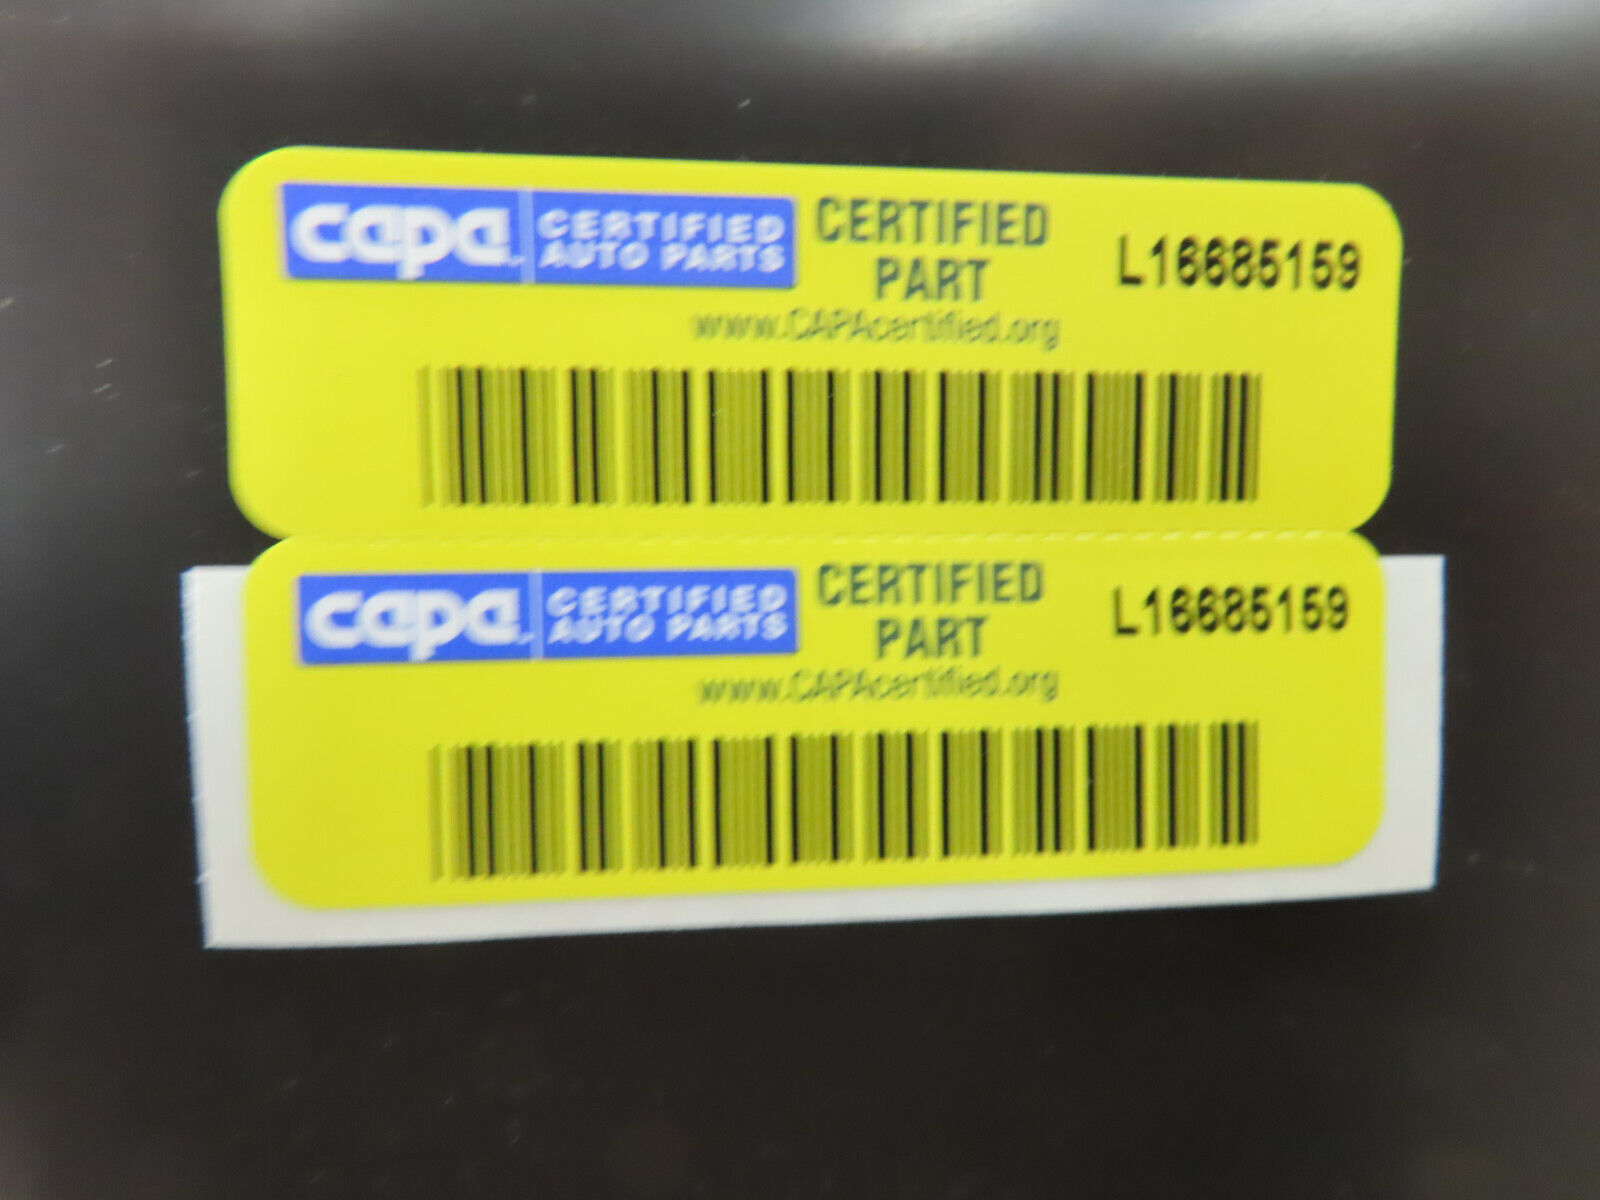 capa CERTIFIED AUTO PARTS
CERTIFIED PART
L16685159
www.CAPAcertified.org
capa CERTIFIED AUTO PARTS
CERTIFIED PART
L16685159
www.CAPAcertified.org